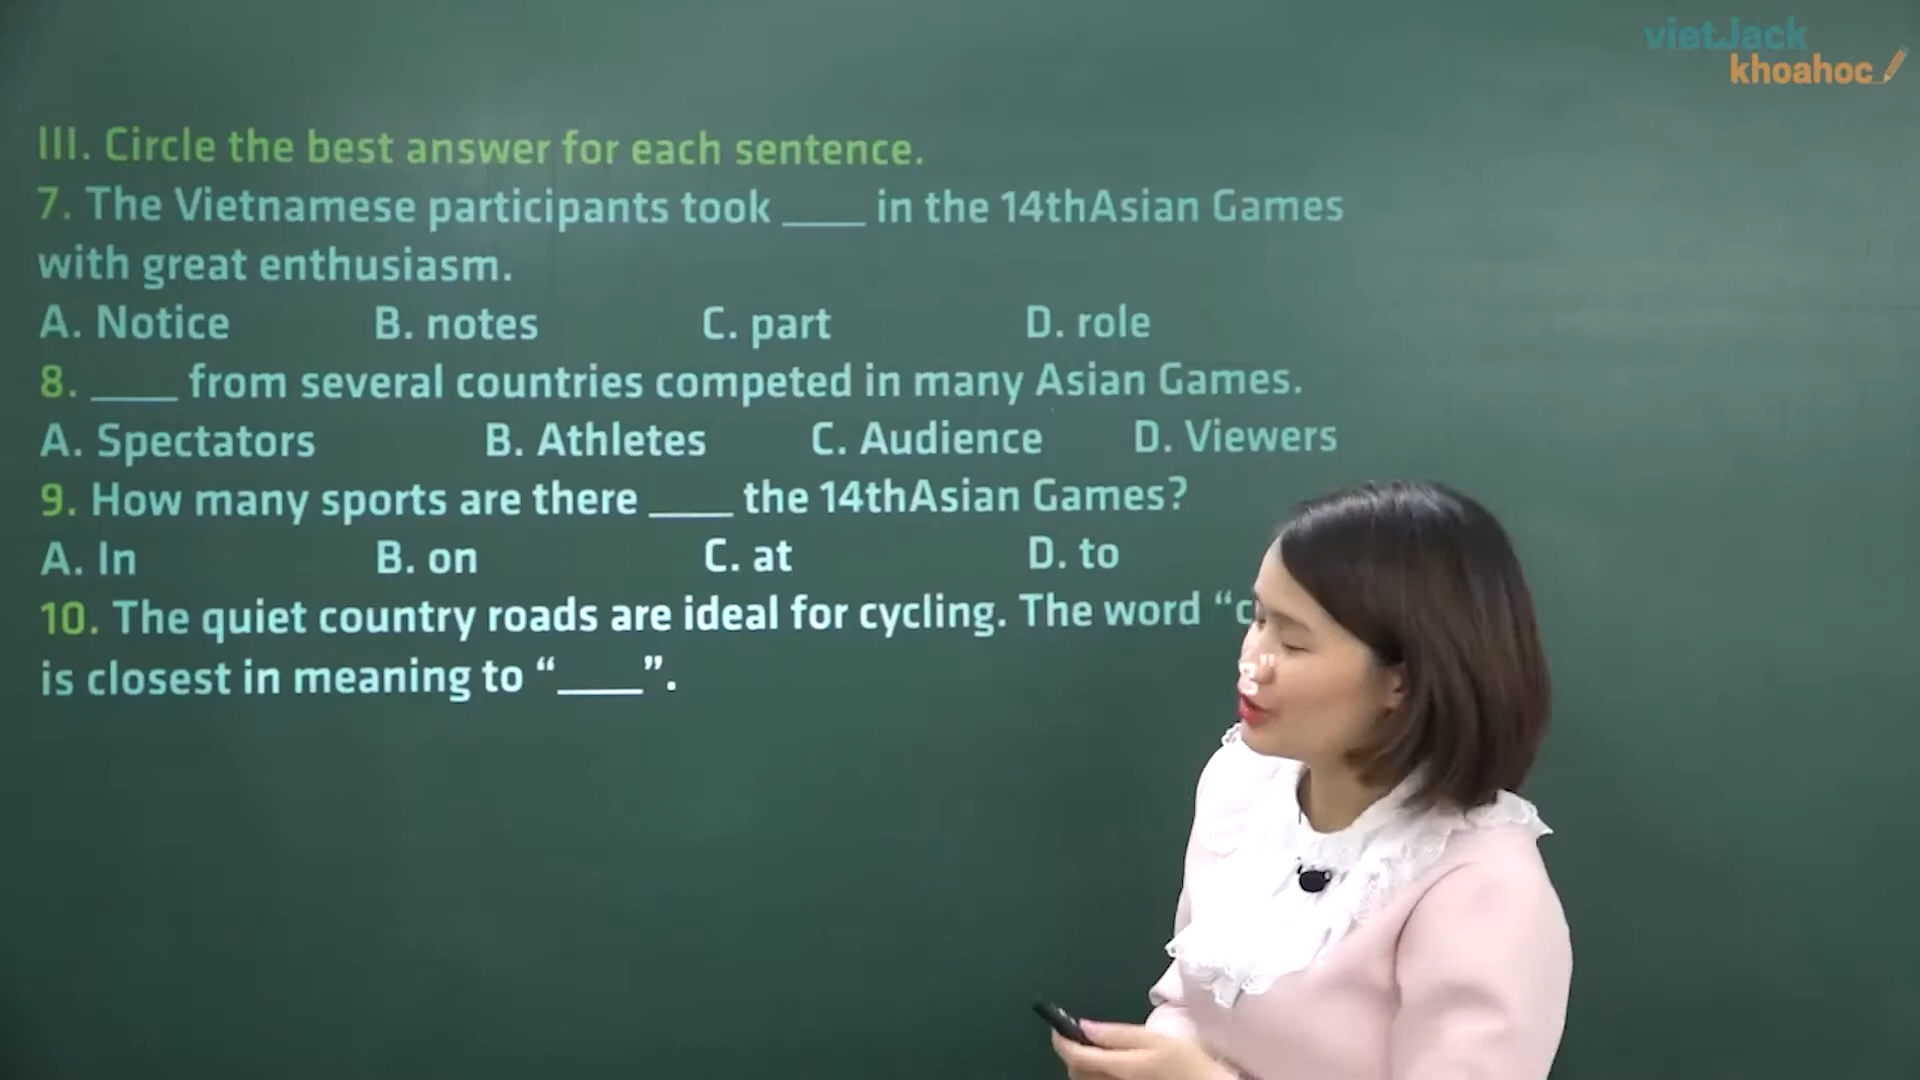 vietJack
khoahoc
III. Circle the best answer for each sentence.
7. The Vietnamese participants took ____ in the 14thAsian Games
with great enthusiasm.
A. Notice B. notes C. part D. role
8. ____ from several countries competed in many Asian Games.
A. Spectators B. Athletes C. Audience D. Viewers
9. How many sports are there ____ the 14thAsian Games?
A. In B. on C. at D. to
10. The quiet country roads are ideal for cycling. The word
is closest in meaning to “____”.